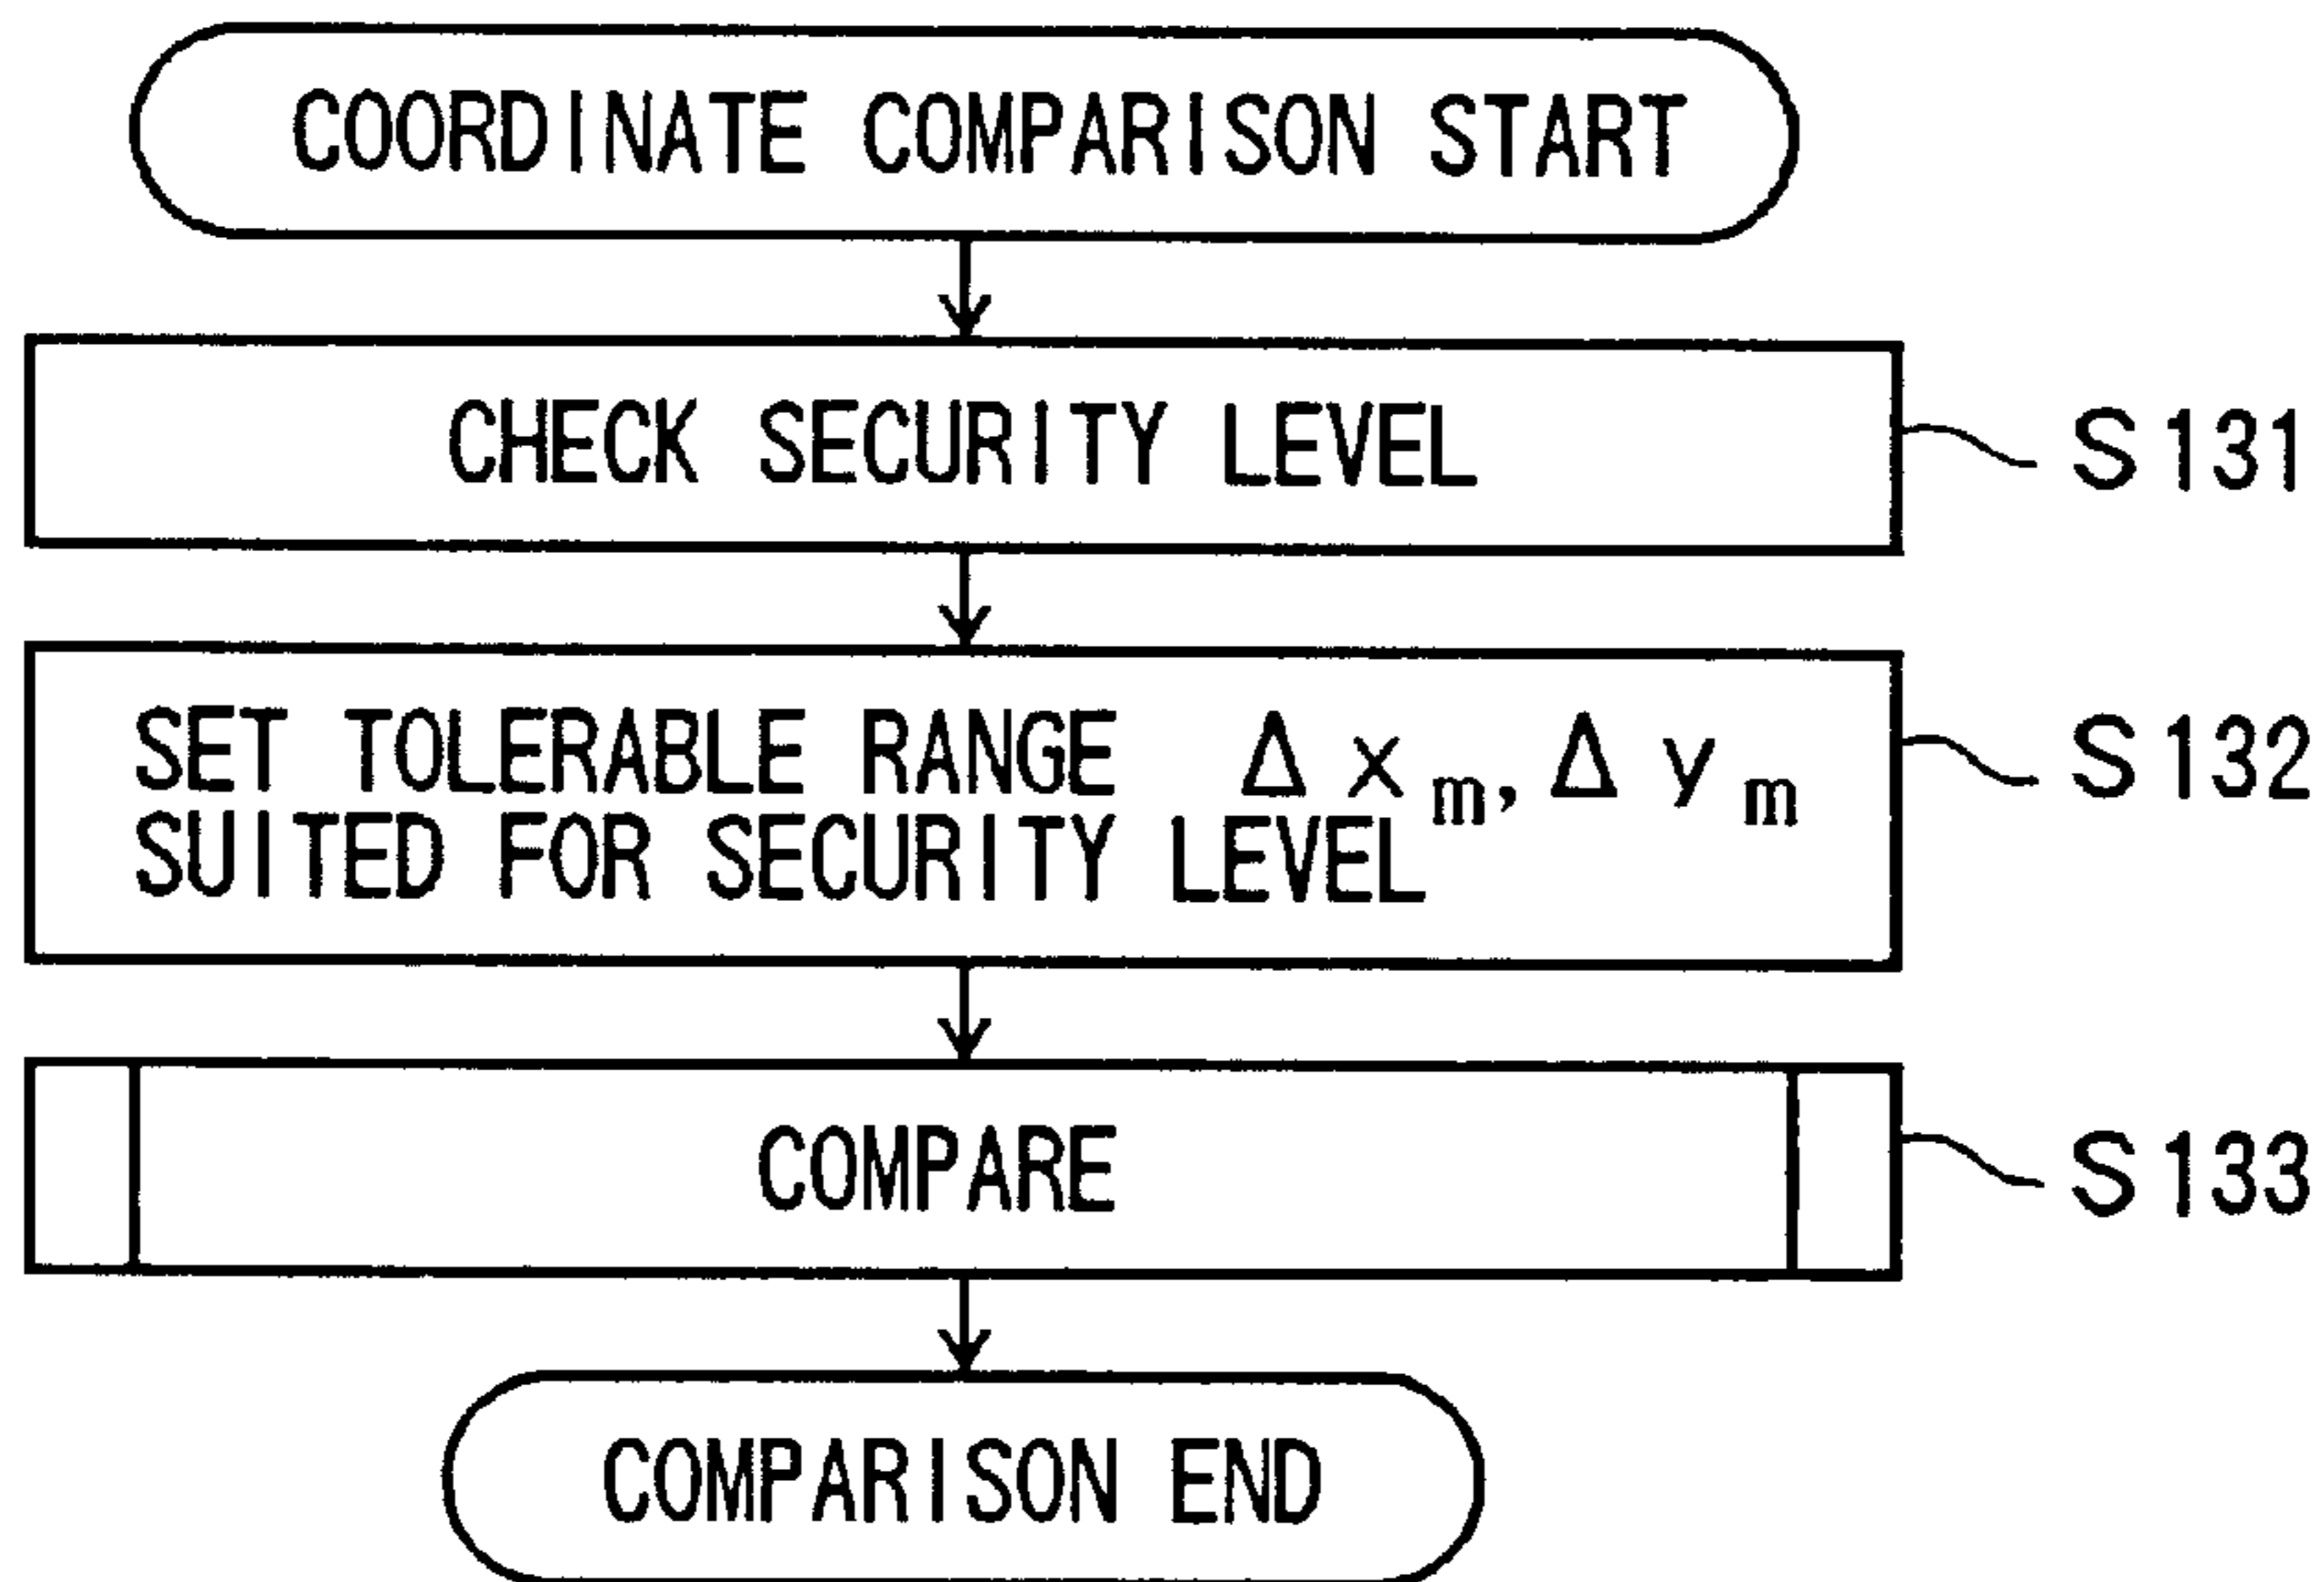 COORDINATE COMPARISON START
CHECK SECURITY LEVEL
S131
SET TOLERABLE RANGE Δxm, Δym
SUITED FOR SECURITY LEVEL
S132
COMPARE
S133
COMPARISON END